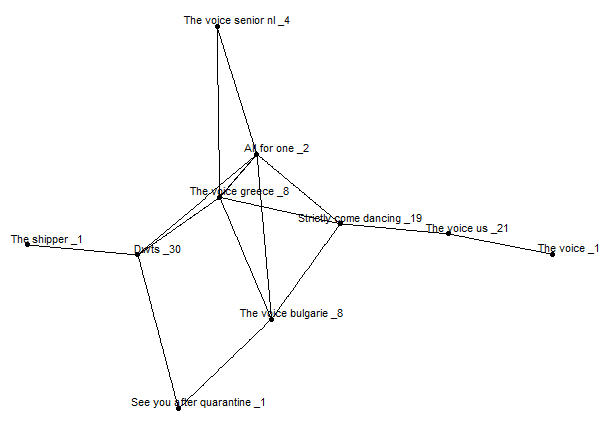 The voice senior nl _4
All for one _2
The voice greece _8
Strictly come dancing _19
The voice us _21
The shipper _1
Dwts _30
The voice _1
The voice bulgarie _8
See you after quarantine _1